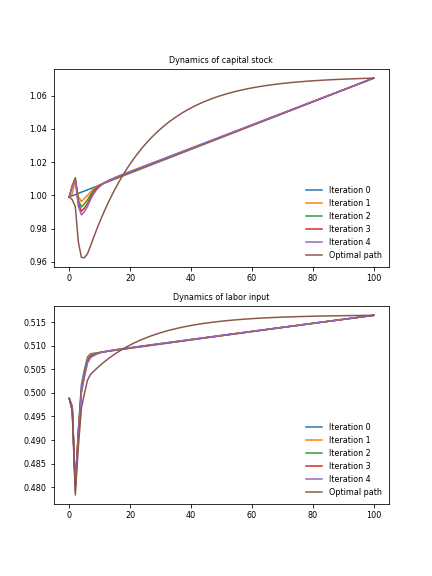 Dynamics of capital stock
1.06
1.04
1.02
1.00
0.98
0.96
Iteration 0
Iteration 1
Iteration 2
Iteration 3
Iteration 4
Optimal path
0 20 40 60 80 100
Dynamics of labor input
0.515
0.510
0.505
0.500
0.495
0.490
0.485
0.480
Iteration 0
Iteration 1
Iteration 2
Iteration 3
Iteration 4
Optimal path
0 20 40 60 80 100